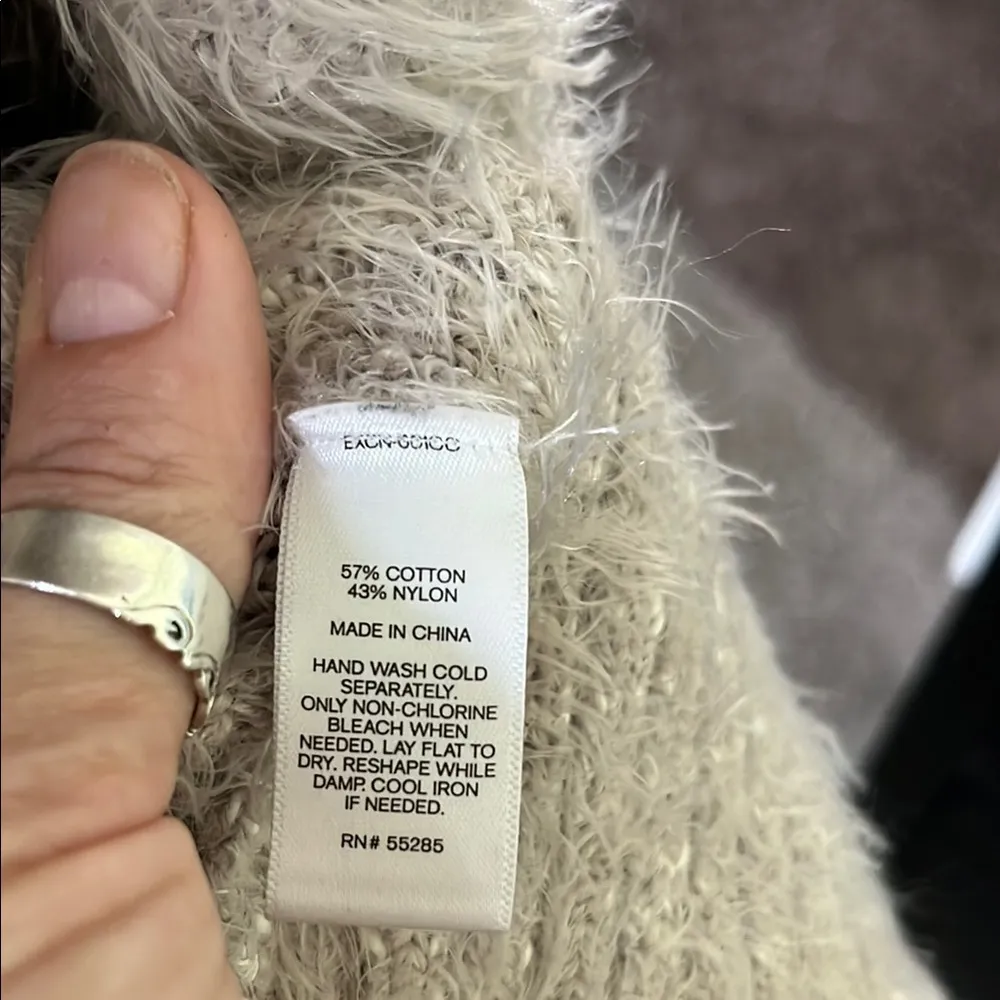 57% COTTON
43% NYLON
MADE IN CHINA
HAND WASH COLD
SEPARATELY.
ONLY NON-CHLORINE
BLEACH WHEN
NEEDED. LAY FLAT TO
DRY. RESHAPE WHILE
DAMP. COOL IRON
IF NEEDED.
RN# 55285